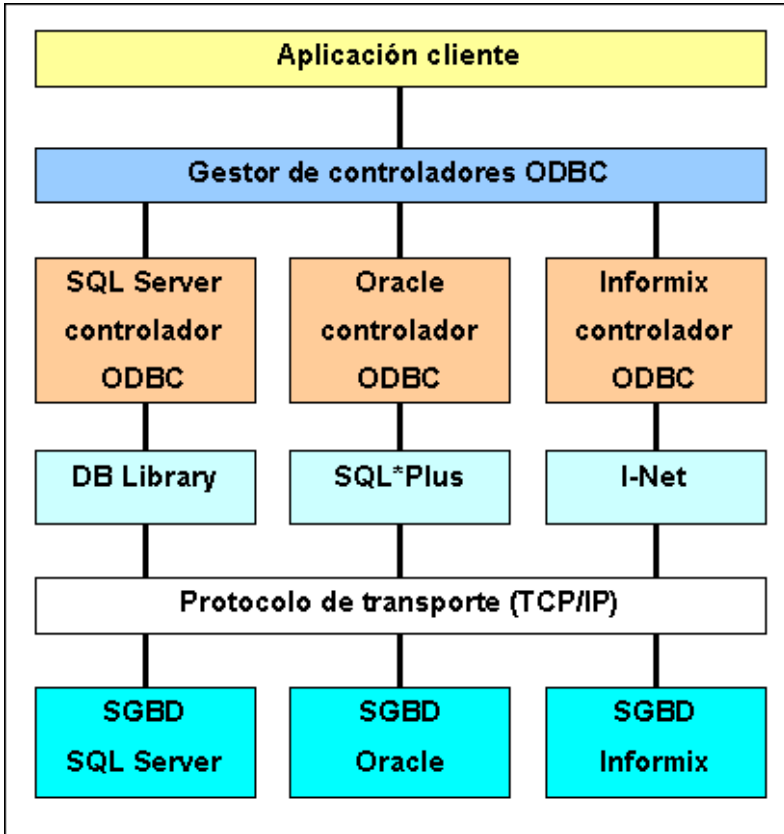 Aplicación cliente
Gestor de controladores ODBC
SQL Server
controlador
ODBC
Oracle
controlador
ODBC
Informix
controlador
ODBC
DB Library
SQL*Plus
I-Net
Protocolo de transporte (TCP/IP)
SGBD
SQL Server
SGBD
Oracle
SGBD
Informix